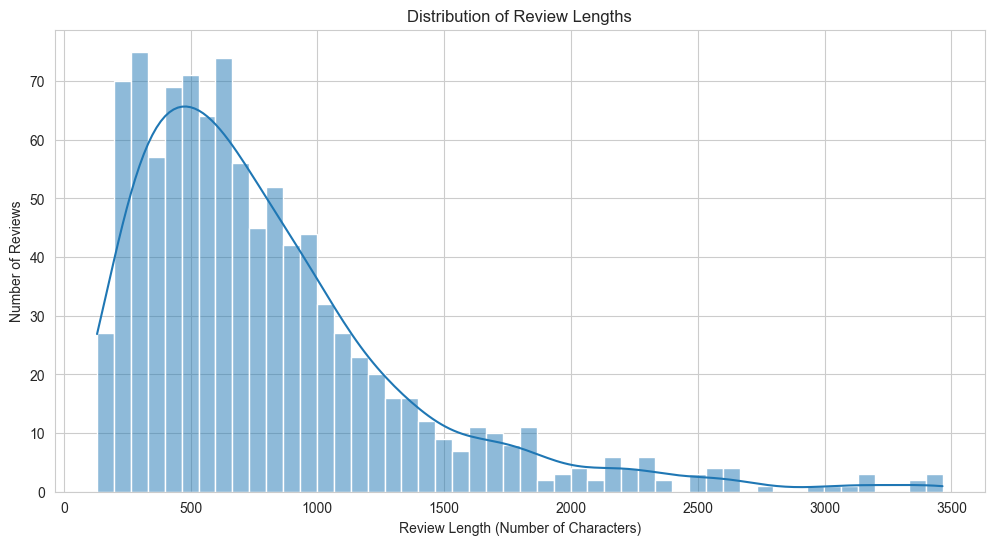 Distribution of Review Lengths
Number of Reviews
70
60
50
40
30
20
10
0
0 500 1000 1500 2000 2500 3000 3500
Review Length (Number of Characters)